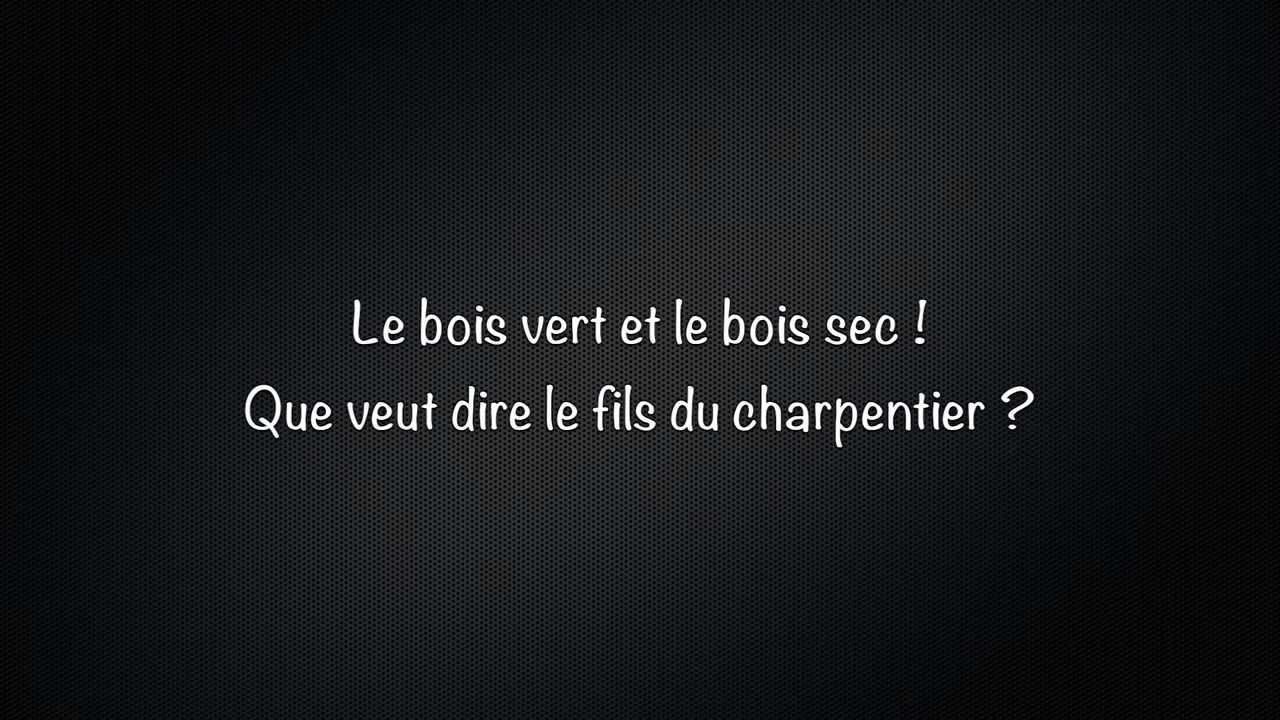 Le bois vert et le bois sec !
Que veut dire le fils du charpentier ?